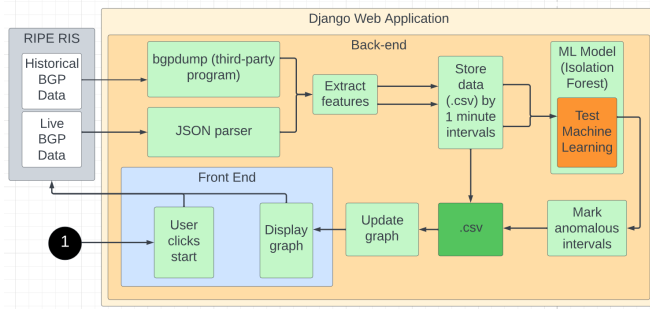 Django Web Application
Back-end
RIPE RIS
Historical
BGP
Data
Live
BGP
Data
bgpdump (third-party
program)
JSON parser
Extract
features
Store
data
(.csv) by
1 minute
intervals
ML Model
(Isolation
Forest)
Test
Machine
Learning
Front End
1
User
clicks
start
Display
graph
Update
graph
.csv
Mark
anomalous
intervals